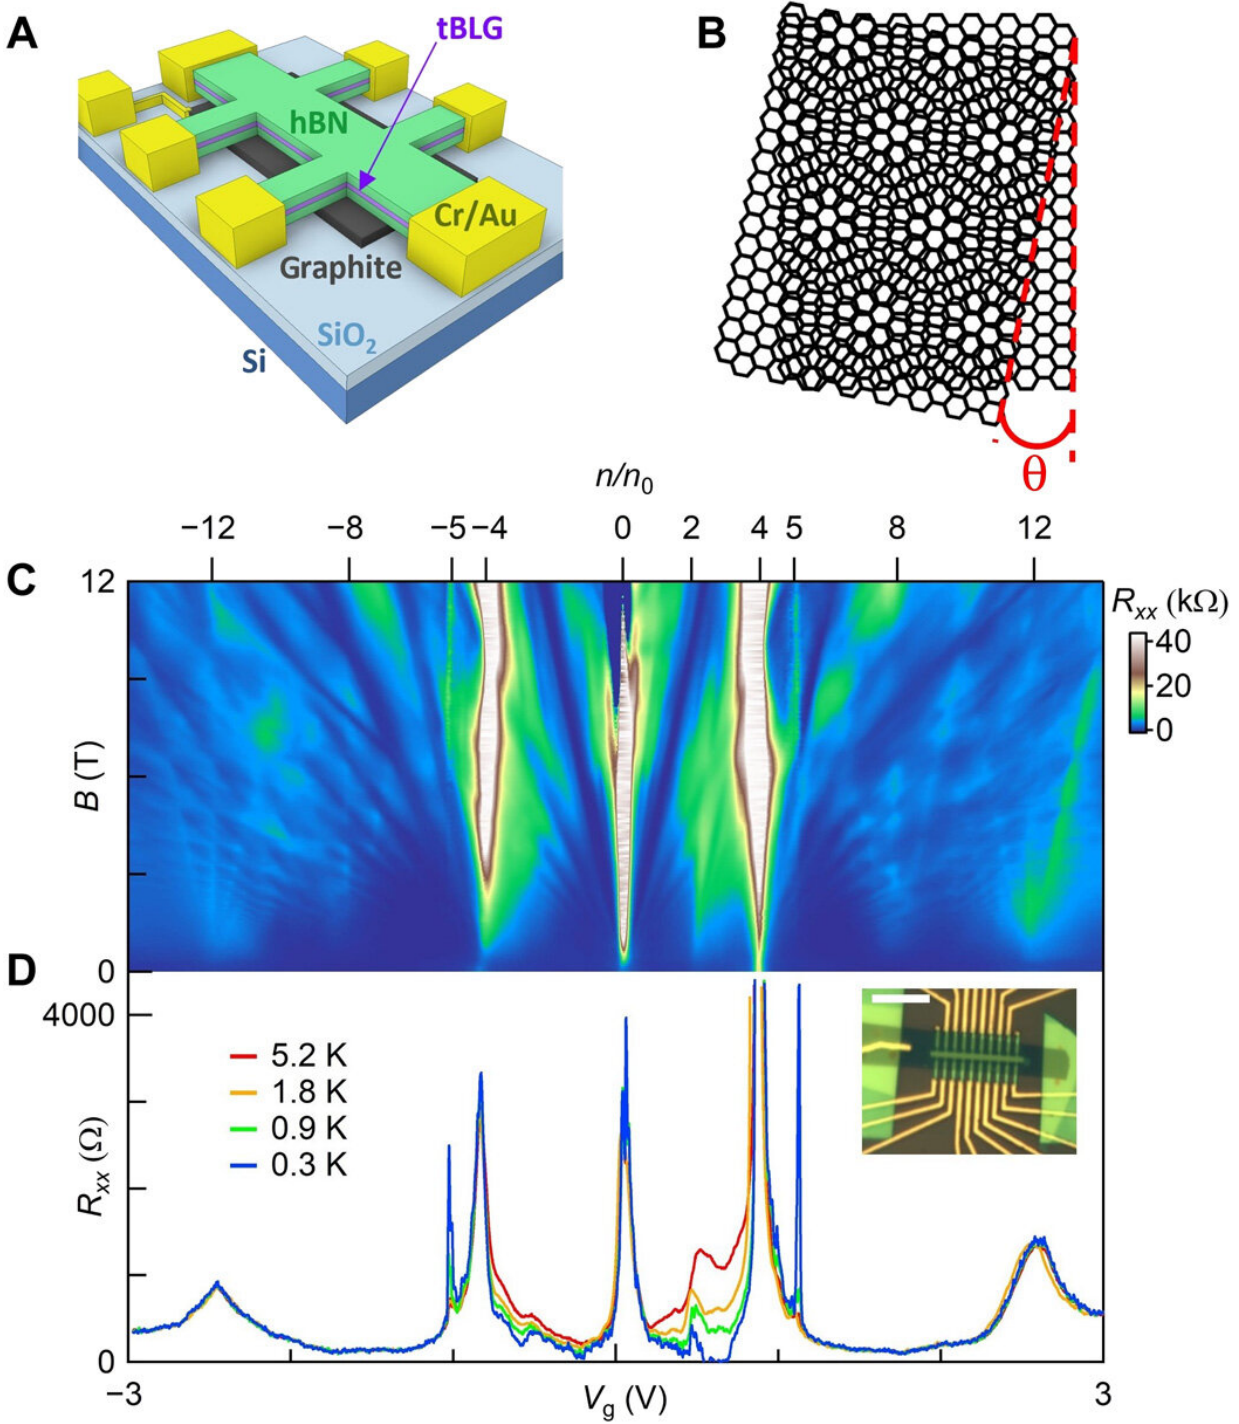 A
tBLG
B
hBN
Cr/Au
Graphite
SiO₂
Si
θ
n/n₀
−12 −8 −5 −4 0 2 4 5 8 12
C
12
Rxx (kΩ)
40
20
0
B (T)
D
0
4000
5.2 K
1.8 K
0.9 K
0.3 K
Rxx (Ω)
0
−3 Vg (V) 3